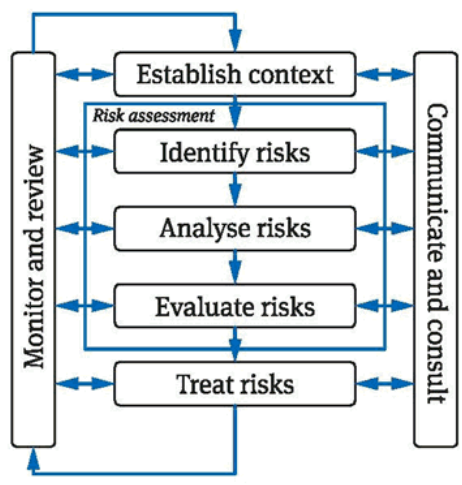 Establish context
Risk assessment
Identify risks
Analyse risks
Evaluate risks
Treat risks
Monitor and review
Communicate and consult